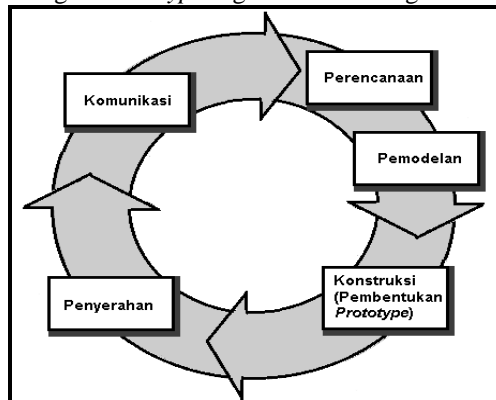 Komunikasi
Perencanaan
Pemodelan
Konstruksi
(Pembentukan
Prototype)
Penyerahan